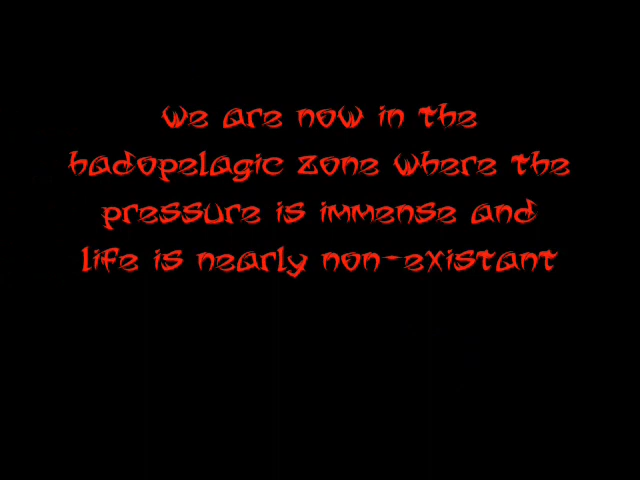 we are now in the
hadopelagic zone where the
pressure is immense and
life is nearly non-existant